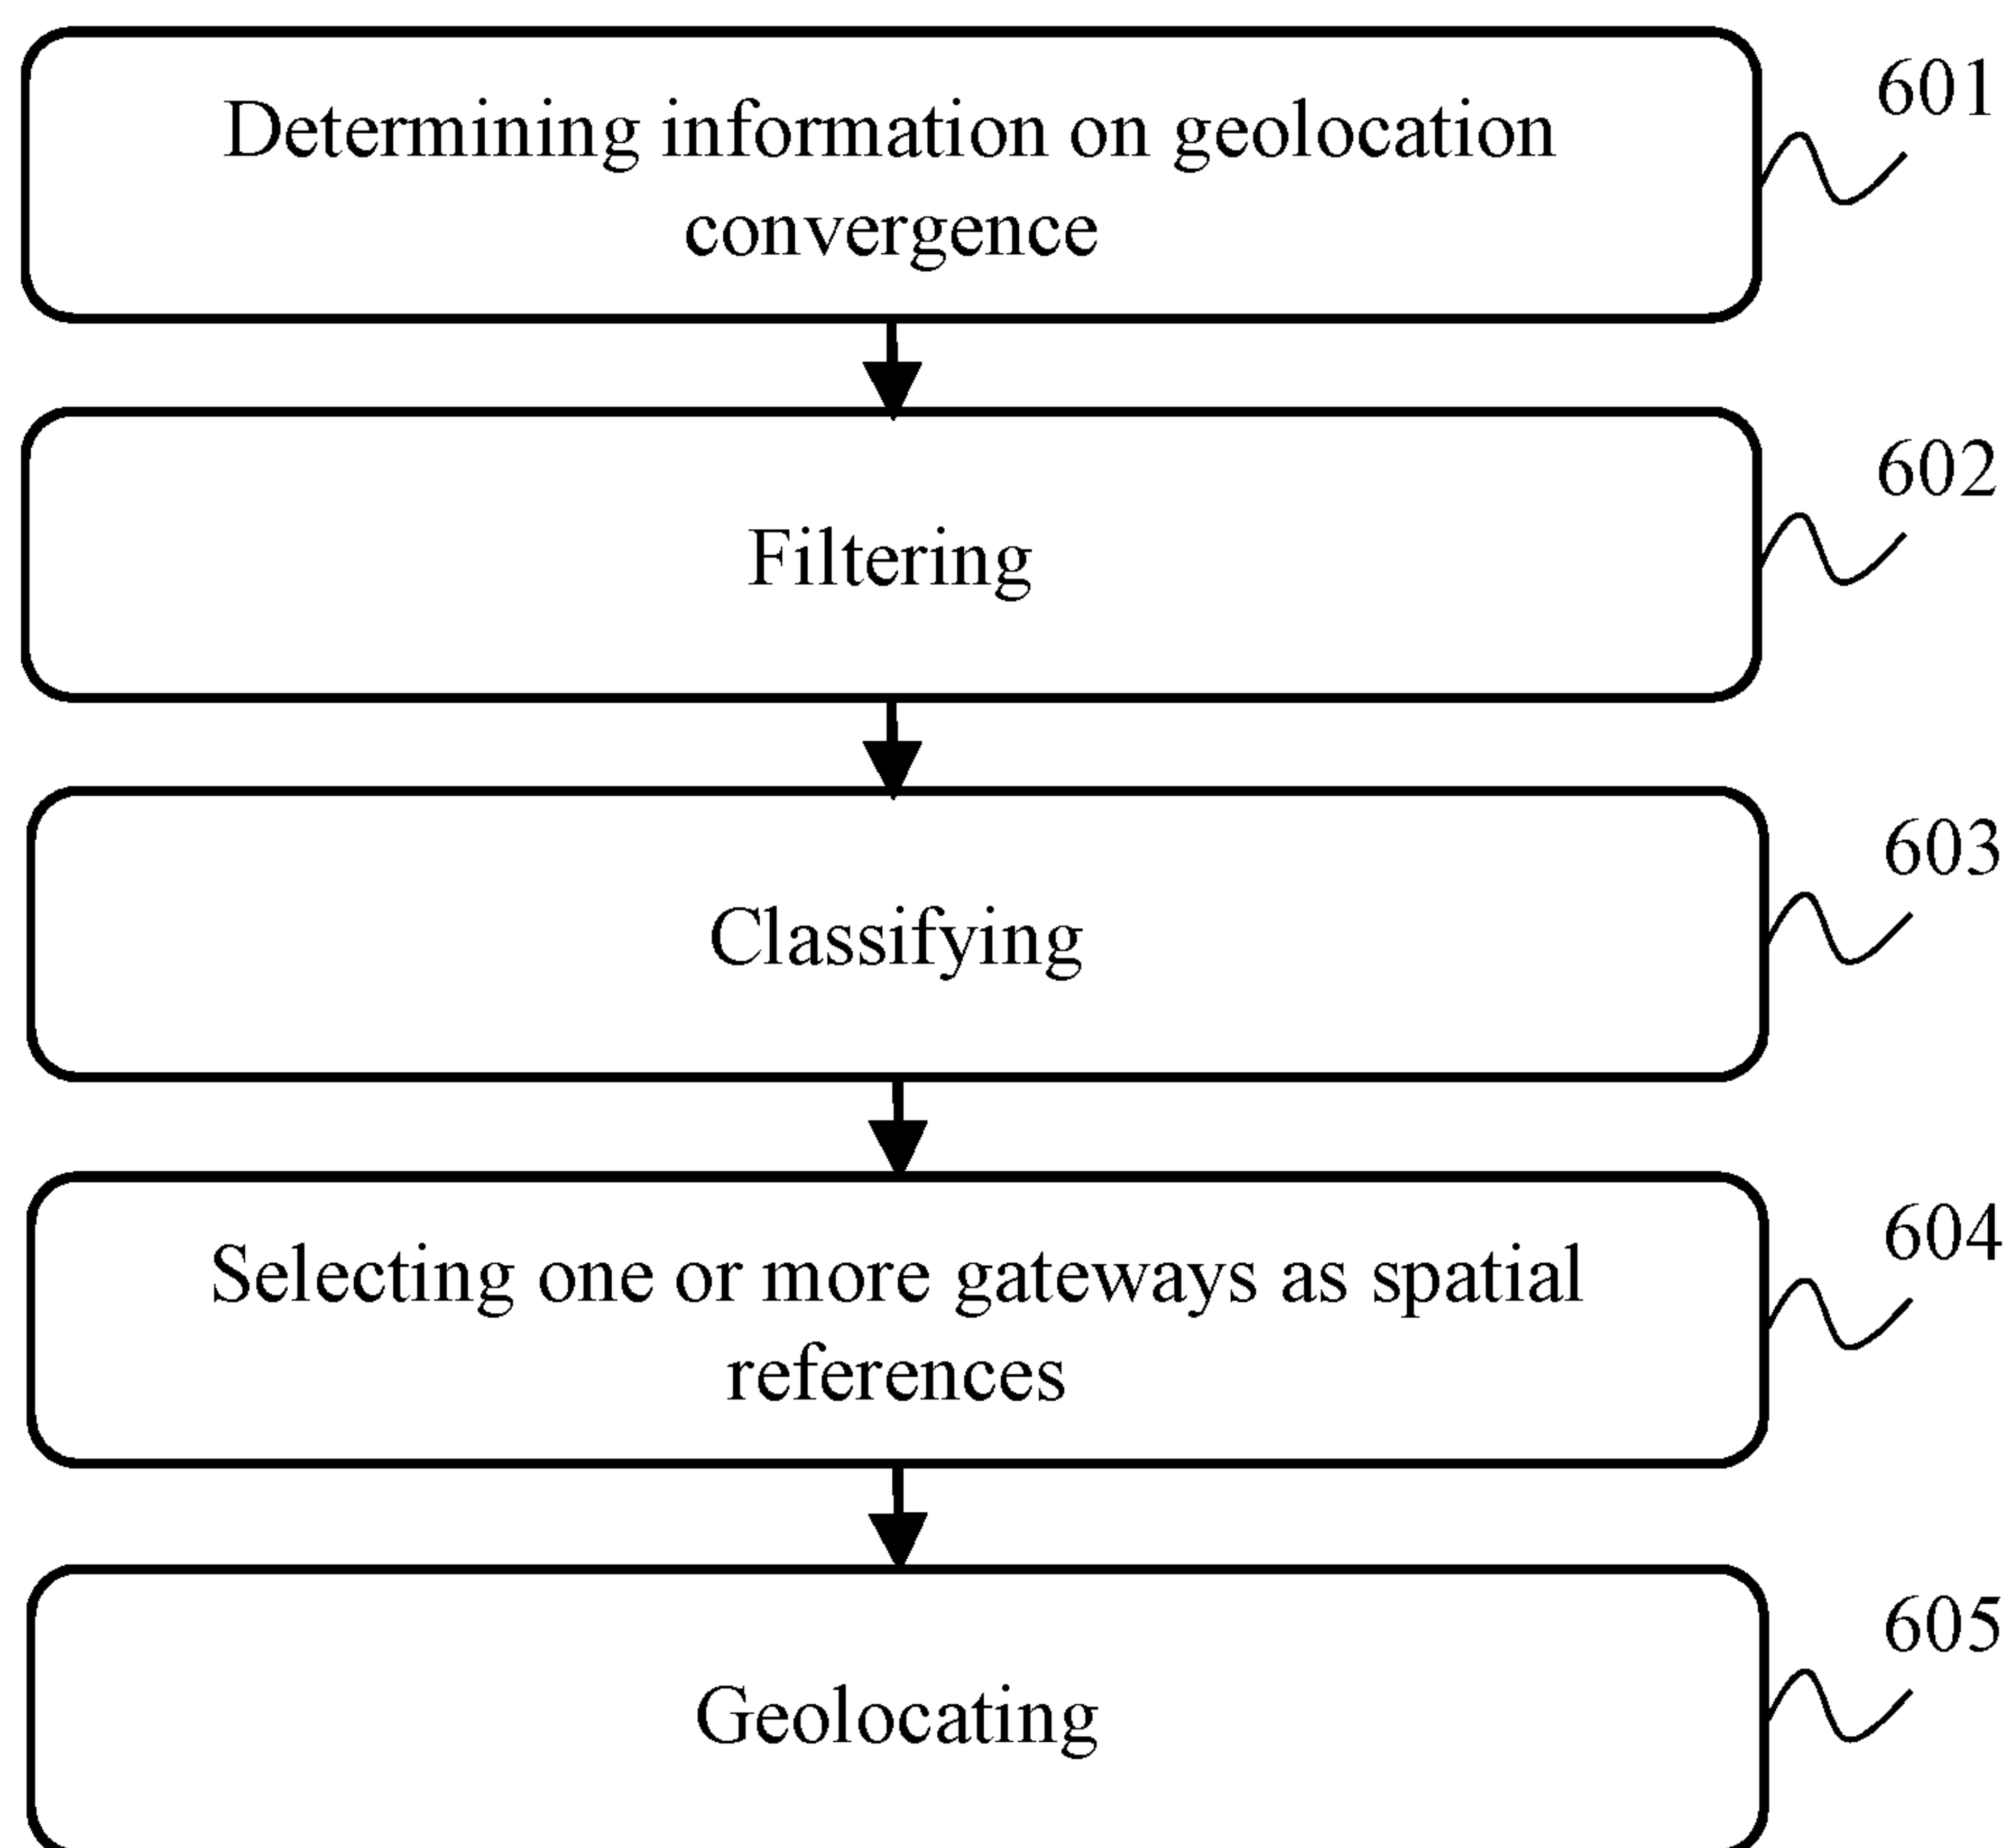 601
Determining information on geolocation
convergence
602
Filtering
603
Classifying
604
Selecting one or more gateways as spatial
references
605
Geolocating